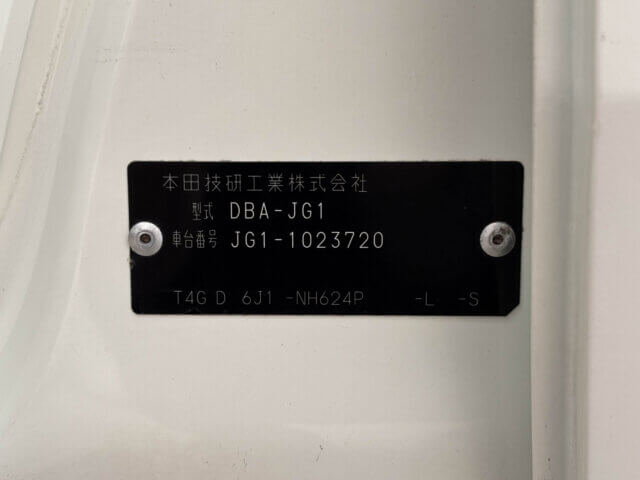 本田技研工業株式会社
型式 DBA-JG1
車台番号 JG1-1023720
T4G D 6J1 -NH624P -L -S